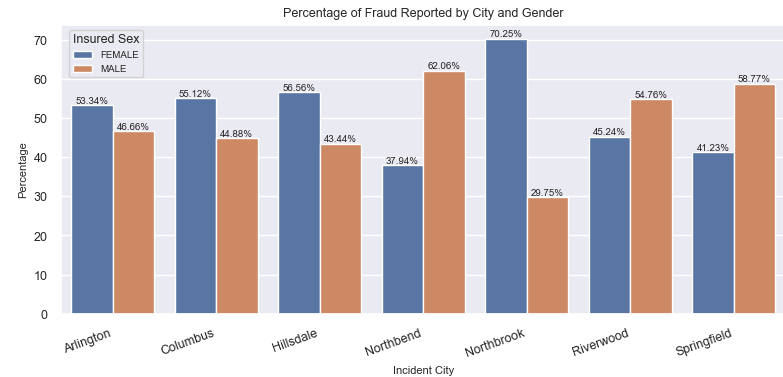 Percentage of Fraud Reported by City and Gender
Insured Sex
FEMALE
MALE
Percentage
70
60
50
40
30
20
10
0
53.34%
46.66%
55.12%
44.88%
56.56%
43.44%
37.94%
62.06%
70.25%
29.75%
45.24%
54.76%
41.23%
58.77%
Arlington
Columbus
Hillsdale
Northbend
Northbrook
Riverwood
Springfield
Incident City